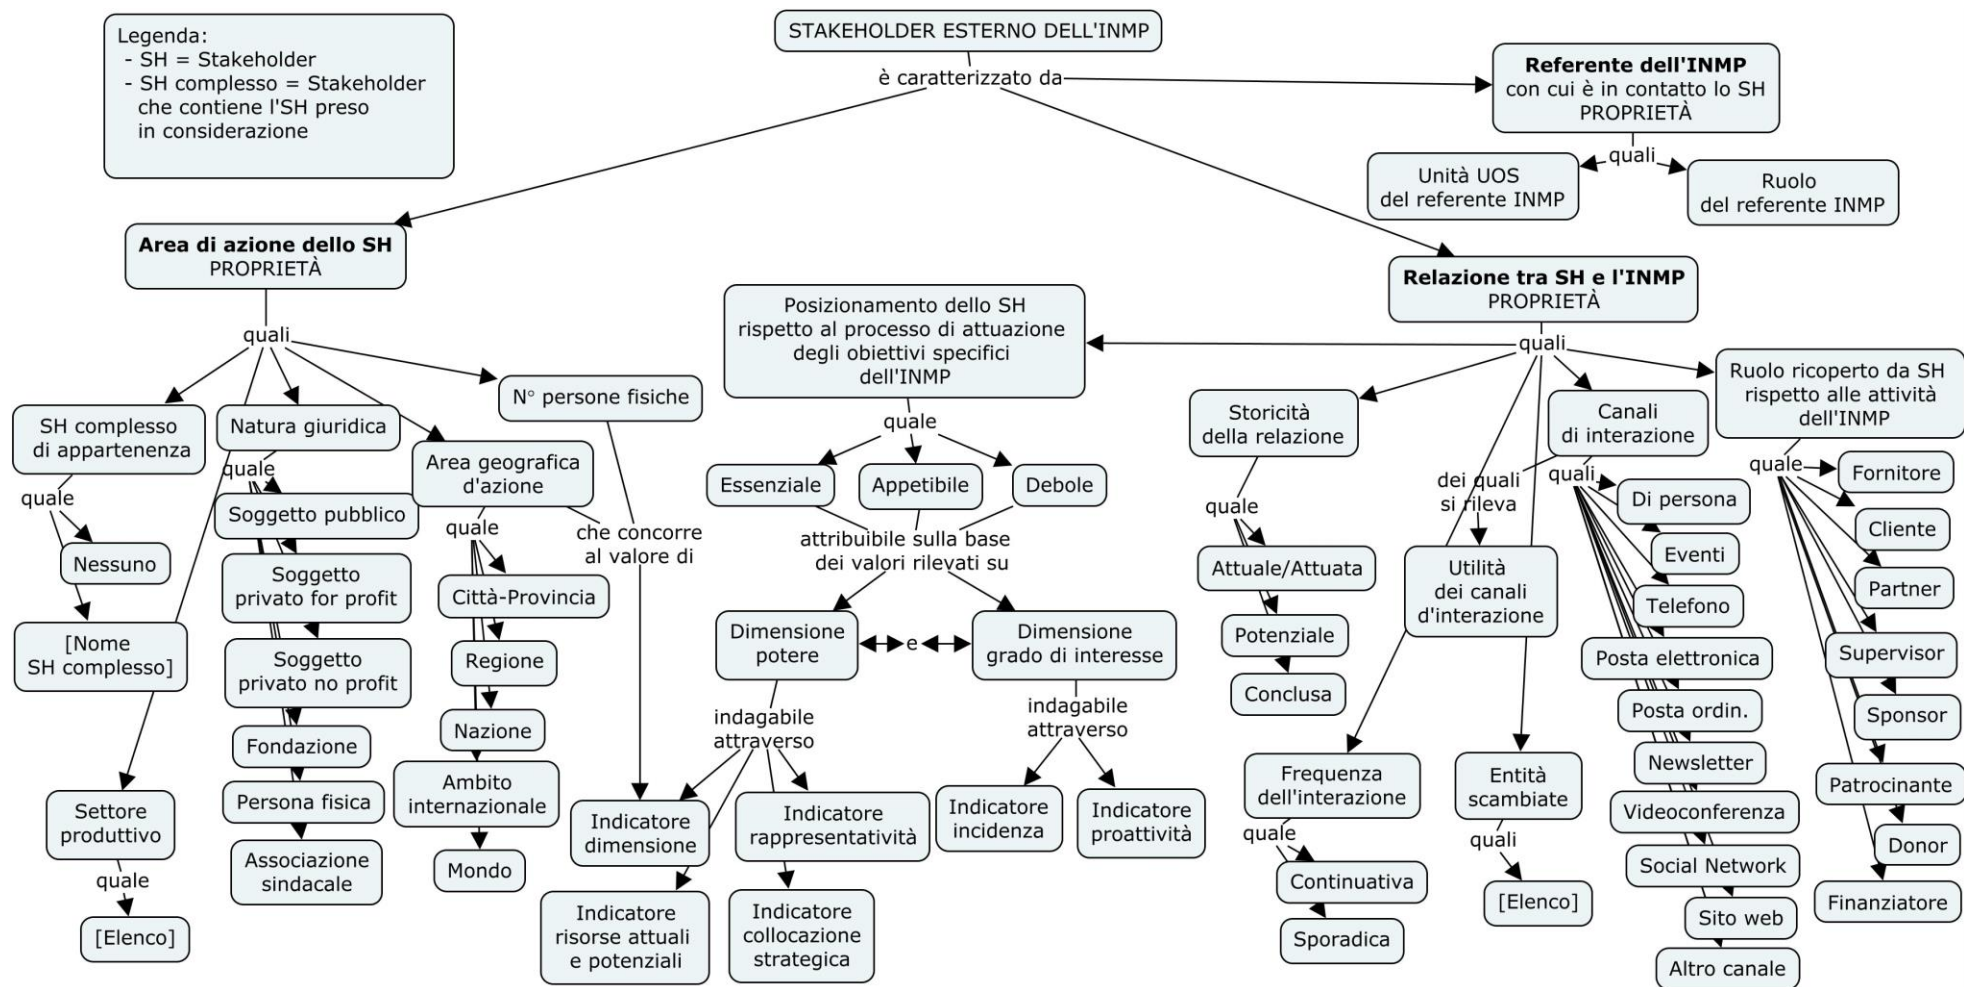 Legenda:
- SH = Stakeholder
- SH complesso = Stakeholder
che contiene l'SH preso
in considerazione
STAKEHOLDER ESTERNO DELL'INMP
è caratterizzato da
Referente dell'INMP
con cui è in contatto lo SH
PROPRIETÀ
quali
Unità UOS
del referente INMP
Ruolo
del referente INMP
Area di azione dello SH
PROPRIETÀ
quali
SH complesso
di appartenenza
quale
Nessuno
[Nome
SH complesso]
Settore
produttivo
quale
[Elenco]
Natura giuridica
quale
Soggetto pubblico
Soggetto
privato for profit
Soggetto
privato no profit
Fondazione
Persona fisica
Associazione
sindacale
Area geografica
d'azione
quale
Città-Provincia
Regione
Nazione
Ambito
internazionale
Mondo
N° persone fisiche
che concorre
al valore di
Relazione tra SH e l'INMP
PROPRIETÀ
quali
Posizionamento dello SH
rispetto al processo di attuazione
degli obiettivi specifici
dell'INMP
quale
Essenziale
Appetibile
Debole
attribuibile sulla base
dei valori rilevati su
Dimensione
potere
e
Dimensione
grado di interesse
indagabile
attraverso
Indicatore
dimensione
Indicatore
rappresentatività
Indicatore
risorse attuali
e potenziali
Indicatore
collocazione
strategica
indagabile
attraverso
Indicatore
incidenza
Indicatore
proattività
Storicità
della relazione
quale
Attuale/Attuata
Potenziale
Conclusa
Frequenza
dell'interazione
quale
Continuativa
Sporadica
Entità
scambiate
quali
[Elenco]
Canali
di interazione
dei quali
si rileva
Utilità
dei canali
d'interazione
quali
Di persona
Eventi
Telefono
Posta elettronica
Posta ordin.
Newsletter
Videoconferenza
Social Network
Sito web
Altro canale
Ruolo ricoperto da SH
rispetto alle attività
dell'INMP
quale
Fornitore
Cliente
Partner
Supervisor
Sponsor
Patrocinante
Donor
Finanziatore